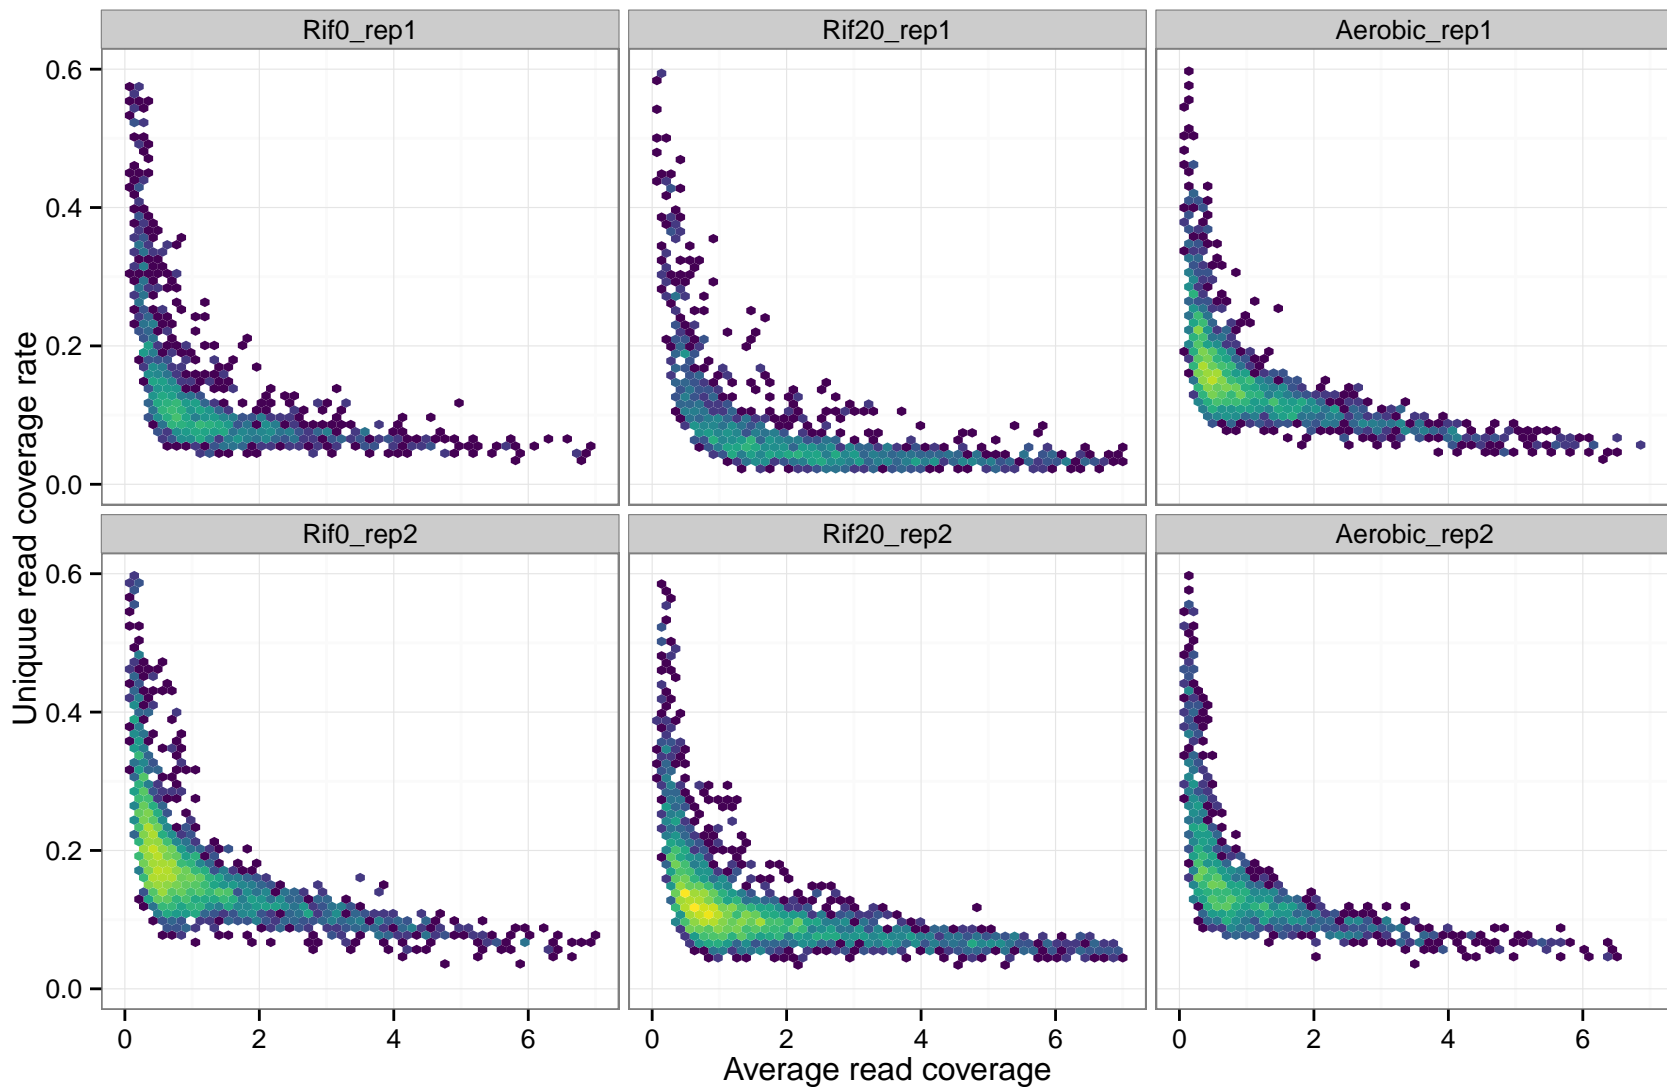 Rif0_rep1 Rif20_rep1 Aerobic_rep1
0.6
0.4
0.2
0.0
Rif0_rep2 Rif20_rep2 Aerobic_rep2
0.6
0.4
0.2
0.0
Uniquue read coverage rate
0 2 4 6 0 2 4 6 0 2 4 6
Average read coverage